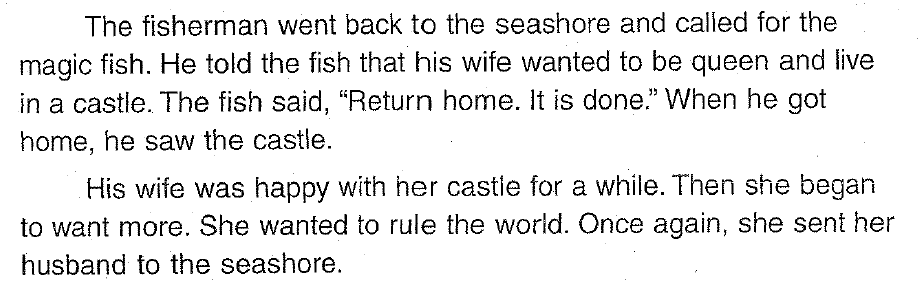 The fisherman went back to the seashore and called for the
magic fish. He told the fish that his wife wanted to be queen and live
in a castle. The fish said, “Return home. It is done.” When he got
home, he saw the castle.
His wife was happy with her castle for a while. Then she began
to want more. She wanted to rule the world. Once again, she sent her
husband to the seashore.